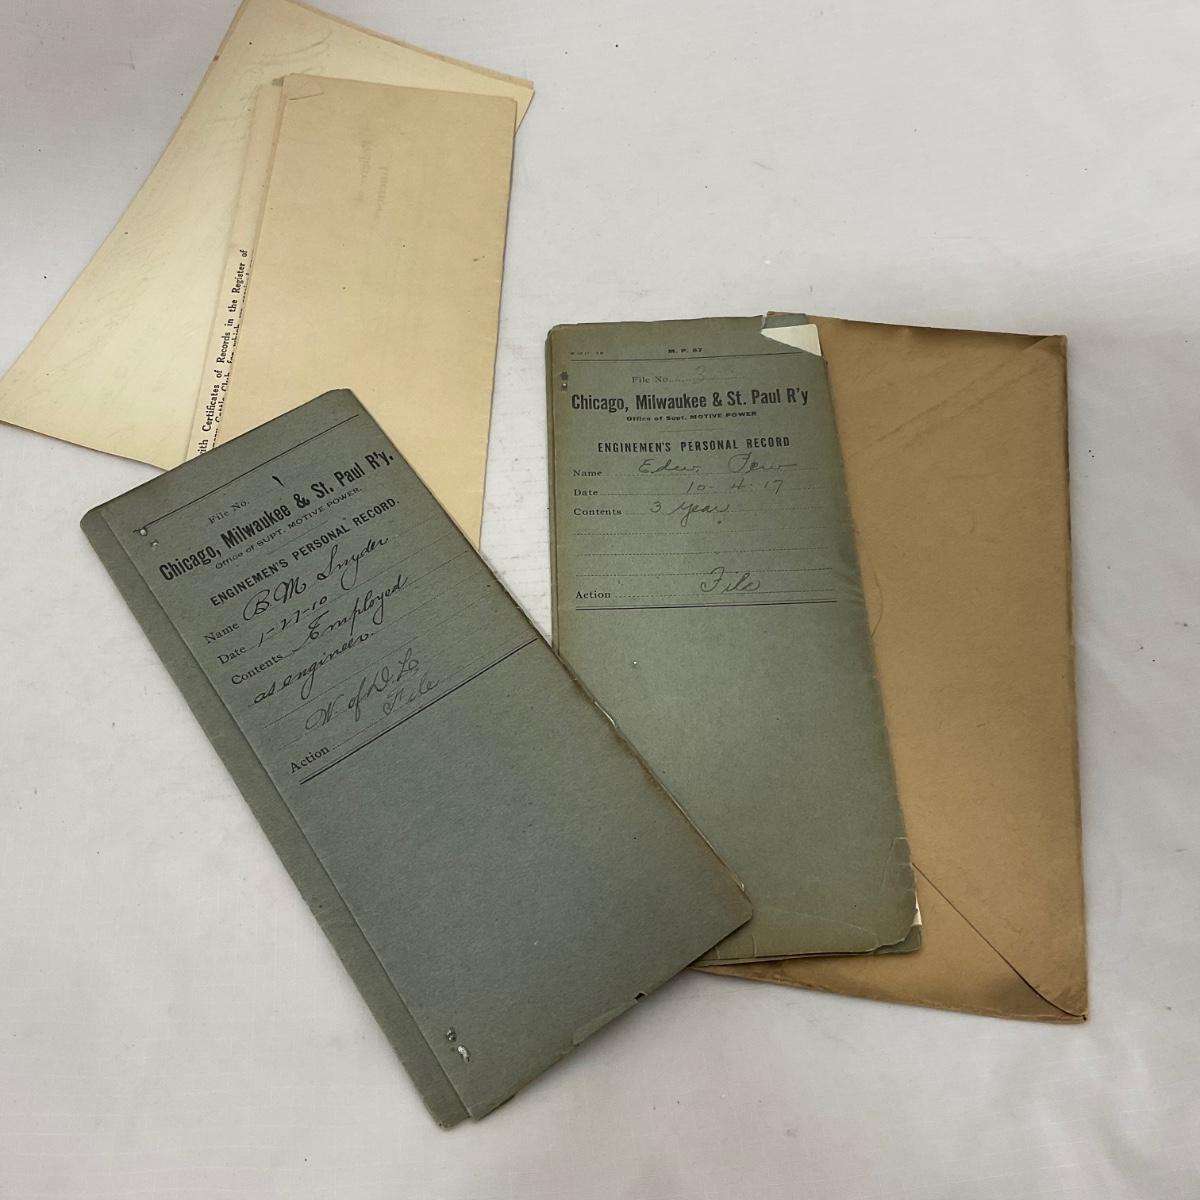 with Certificates of Records in the Register of
File No. 1
Chicago, Milwaukee & St. Paul R'y.
Office of SUPT. MOTIVE POWER.
ENGINEMEN'S PERSONAL RECORD.
Name B. M. Snyder
Date 1-27-10
Contents Employed
as engineer.
W. of D. L.
File
Action
M. P. 67
File No. 3
Chicago, Milwaukee & St. Paul R'y
Office of Supt. MOTIVE POWER
ENGINEMEN'S PERSONAL RECORD
Name Edw.
Date 10-4-17
Contents 3 Year
Action File